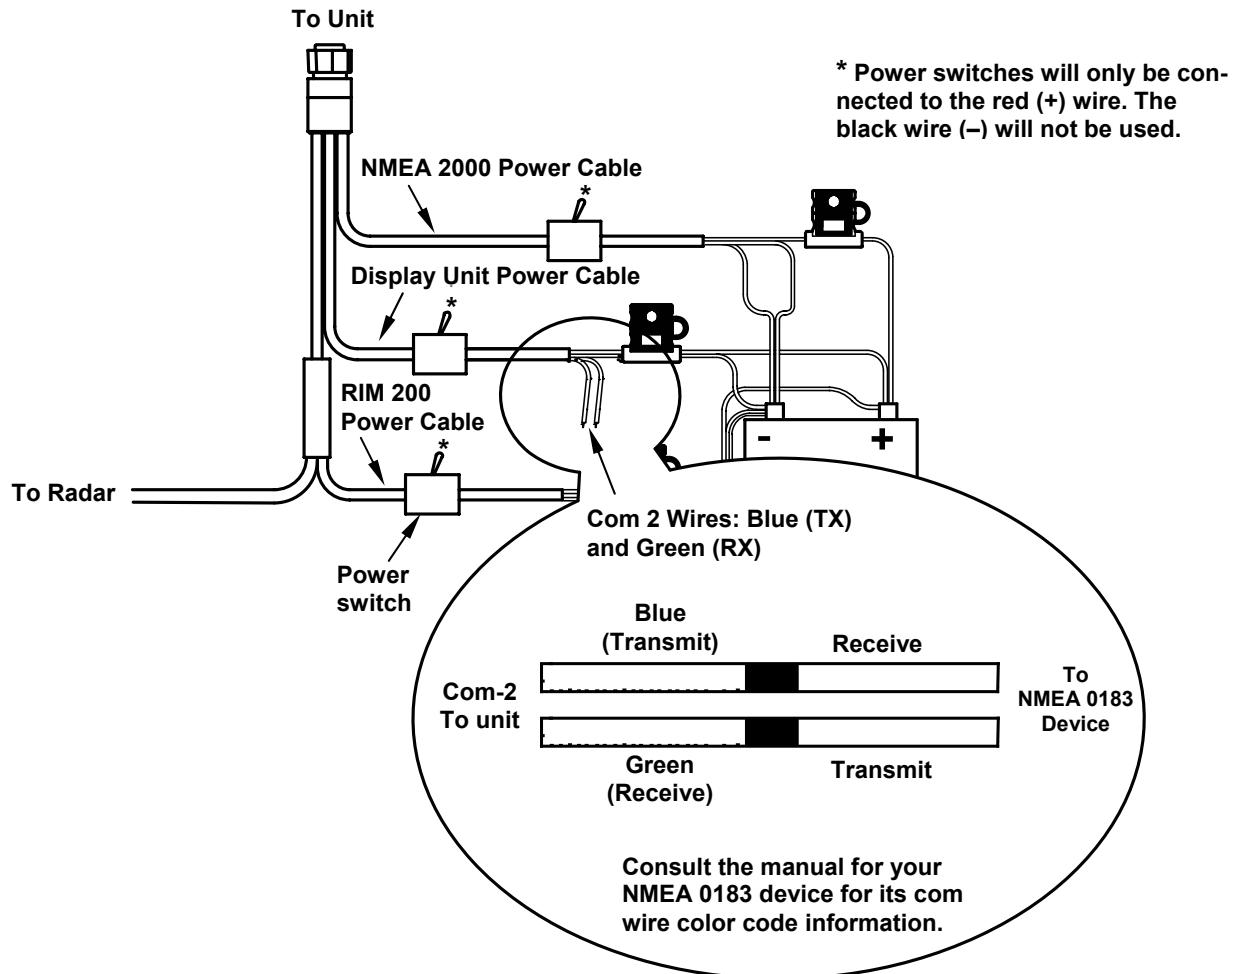 To Unit
* Power switches will only be con-
nected to the red (+) wire. The
black wire (–) will not be used.
NMEA 2000 Power Cable
*
Display Unit Power Cable
*
RIM 200
Power Cable
*
- +
To Radar
Com 2 Wires: Blue (TX)
and Green (RX)
Power
switch
Blue
(Transmit)
Receive
Com-2
To unit
To
NMEA 0183
Device
Green
(Receive)
Transmit
Consult the manual for your
NMEA 0183 device for its com
wire color code information.